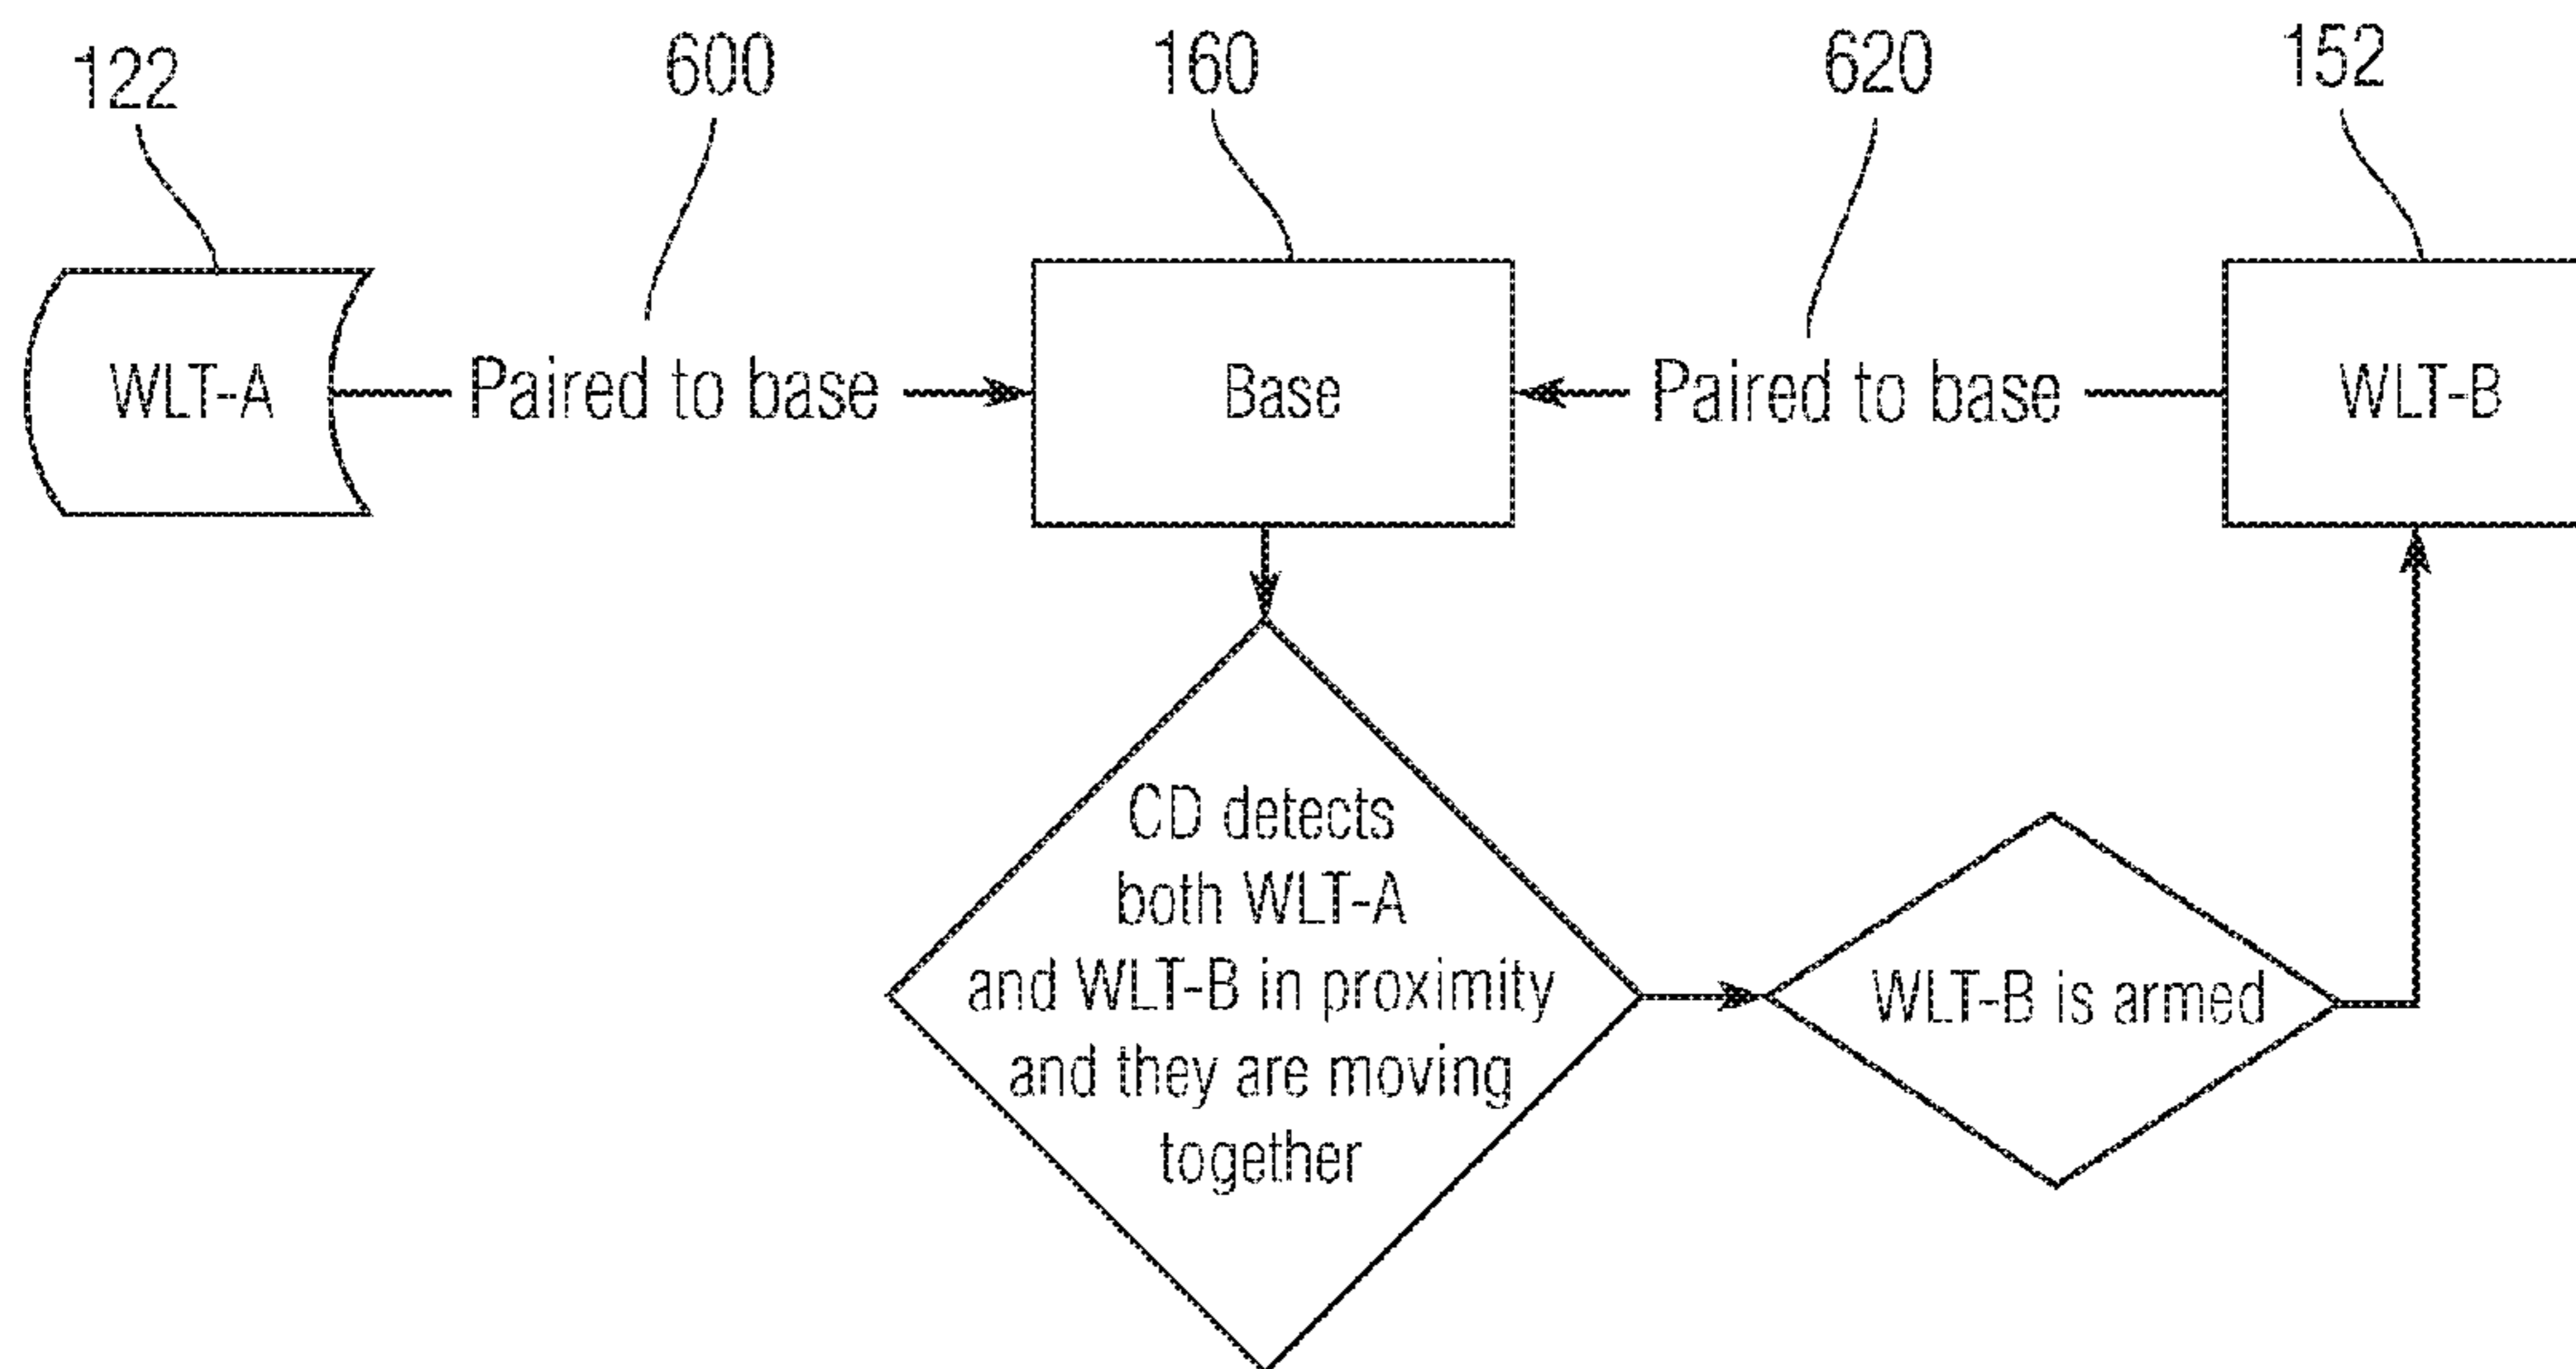 122
600
160
620
152
WLT-A
Paired to base
Base
Paired to base
WLT-B
CD detects
both WLT-A
and WLT-B in proximity
and they are moving
together
WLT-B is armed